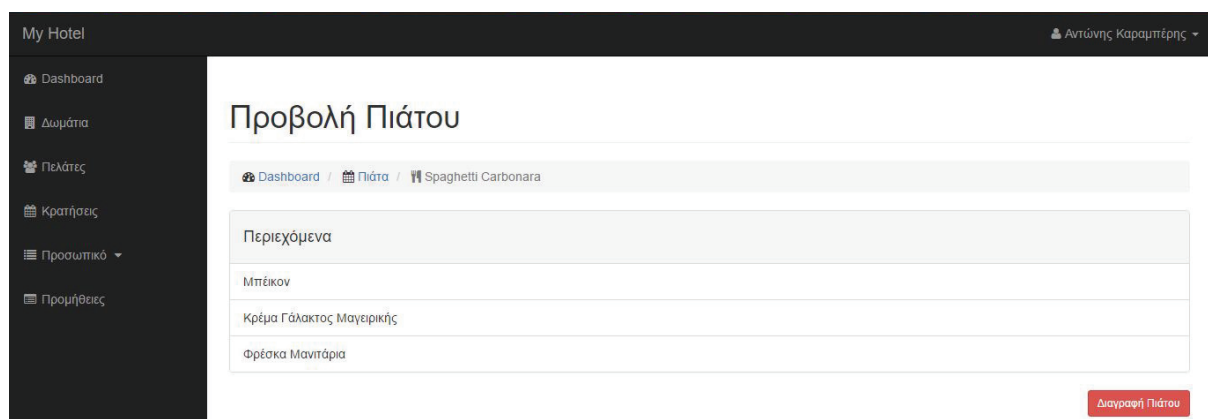 My Hotel
Αντώνης Καραμπέρης
Dashboard
Δωμάτια
Πελάτες
Κρατήσεις
Προσωπικό
Προμήθειες
Προβολή Πιάτου
Dashboard / Πιάτα / Spaghetti Carbonara
Περιεχόμενα
Μπέικον
Κρέμα Γάλακτος Μαγειρικής
Φρέσκα Μανιτάρια
Διαγραφή Πιάτου